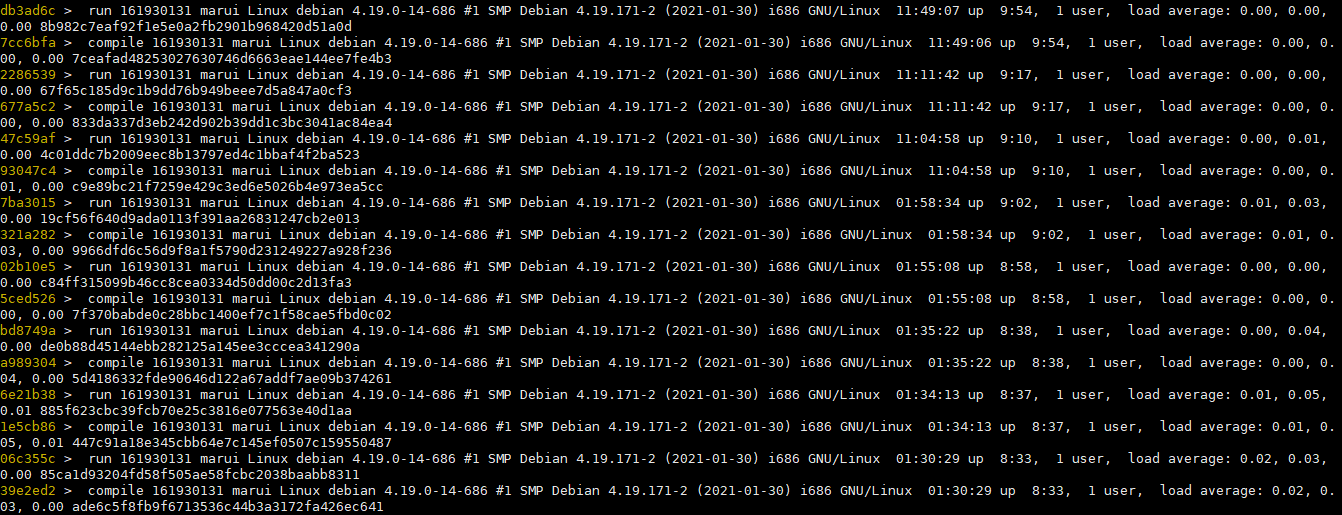 db3ad6c >  run 161930131 marui Linux debian 4.19.0-14-686 #1 SMP Debian 4.19.171-2 (2021-01-30) i686 GNU/Linux  11:49:07 up  9:54,  1 user,  load average: 0.00, 0.00,
0.00 8b982c7eaf92f1e5e0a2fb2901b968420d51a0d
7cc6bfa >  compile 161930131 marui Linux debian 4.19.0-14-686 #1 SMP Debian 4.19.171-2 (2021-01-30) i686 GNU/Linux  11:49:06 up  9:54,  1 user,  load average: 0.00, 0.
00, 0.00 7ceafad48253027630746d6663eae144ee7fe4b3
2286539 >  run 161930131 marui Linux debian 4.19.0-14-686 #1 SMP Debian 4.19.171-2 (2021-01-30) i686 GNU/Linux  11:11:42 up  9:17,  1 user,  load average: 0.00, 0.00,
0.00 67f65c185d9c1b9dd76b949beee7d5a847a0cf3
677a5c2 >  compile 161930131 marui Linux debian 4.19.0-14-686 #1 SMP Debian 4.19.171-2 (2021-01-30) i686 GNU/Linux  11:11:42 up  9:17,  1 user,  load average: 0.00, 0.
00, 0.00 833da337d3eb242d902b39dd1c3bc3041ac84ea4
47c59af >  run 161930131 marui Linux debian 4.19.0-14-686 #1 SMP Debian 4.19.171-2 (2021-01-30) i686 GNU/Linux  11:04:58 up  9:10,  1 user,  load average: 0.00, 0.01,
0.00 4c01ddc7b2009eec8b13797ed4c1bbaf4f2ba523
93047c4 >  compile 161930131 marui Linux debian 4.19.0-14-686 #1 SMP Debian 4.19.171-2 (2021-01-30) i686 GNU/Linux  11:04:58 up  9:10,  1 user,  load average: 0.00, 0.
01, 0.00 c9e89bc21f7259e429c3ed6e5026b4e973ea5cc
7ba3015 >  run 161930131 marui Linux debian 4.19.0-14-686 #1 SMP Debian 4.19.171-2 (2021-01-30) i686 GNU/Linux  01:58:34 up  9:02,  1 user,  load average: 0.01, 0.03,
0.00 19cf56f640d9ada0113f391aa26831247cb2e013
321a282 >  compile 161930131 marui Linux debian 4.19.0-14-686 #1 SMP Debian 4.19.171-2 (2021-01-30) i686 GNU/Linux  01:58:34 up  9:02,  1 user,  load average: 0.01, 0.
03, 0.00 9966dfd6c56d9f8a1f5790d231249227a928f236
02b10e5 >  run 161930131 marui Linux debian 4.19.0-14-686 #1 SMP Debian 4.19.171-2 (2021-01-30) i686 GNU/Linux  01:55:08 up  8:58,  1 user,  load average: 0.00, 0.00,
0.00 c84ff315099b46cc8cea0334d50dd00c2d13fa3
5ced526 >  compile 161930131 marui Linux debian 4.19.0-14-686 #1 SMP Debian 4.19.171-2 (2021-01-30) i686 GNU/Linux  01:55:08 up  8:58,  1 user,  load average: 0.00, 0.
00, 0.00 7f370babde0c28bbc1400ef7c1f58cae5fbd0c02
bd8749a >  run 161930131 marui Linux debian 4.19.0-14-686 #1 SMP Debian 4.19.171-2 (2021-01-30) i686 GNU/Linux  01:35:22 up  8:38,  1 user,  load average: 0.00, 0.04,
0.00 de0b88d45144ebb282125a145ee3cccea341290a
a989304 >  compile 161930131 marui Linux debian 4.19.0-14-686 #1 SMP Debian 4.19.171-2 (2021-01-30) i686 GNU/Linux  01:35:22 up  8:38,  1 user,  load average: 0.00, 0.
04, 0.00 5d4186332fde90646d122a67addf7ae09b374261
6e21b38 >  run 161930131 marui Linux debian 4.19.0-14-686 #1 SMP Debian 4.19.171-2 (2021-01-30) i686 GNU/Linux  01:34:13 up  8:37,  1 user,  load average: 0.01, 0.05,
0.01 885f623cbc39fcb70e25c3816e077563e40d1aa
1e5cb86 >  compile 161930131 marui Linux debian 4.19.0-14-686 #1 SMP Debian 4.19.171-2 (2021-01-30) i686 GNU/Linux  01:34:13 up  8:37,  1 user,  load average: 0.01, 0.
05, 0.01 447c91a18e345cbb64e7c145ef0507c159550487
06c355c >  run 161930131 marui Linux debian 4.19.0-14-686 #1 SMP Debian 4.19.171-2 (2021-01-30) i686 GNU/Linux  01:30:29 up  8:33,  1 user,  load average: 0.02, 0.03,
0.00 85ca1d93204fd58f505ae58fcbc2038baabb8311
39e2ed2 >  compile 161930131 marui Linux debian 4.19.0-14-686 #1 SMP Debian 4.19.171-2 (2021-01-30) i686 GNU/Linux  01:30:29 up  8:33,  1 user,  load average: 0.02, 0.
03, 0.00 ade6c5f8fb9f6713536c44b3a3172fa426ec641